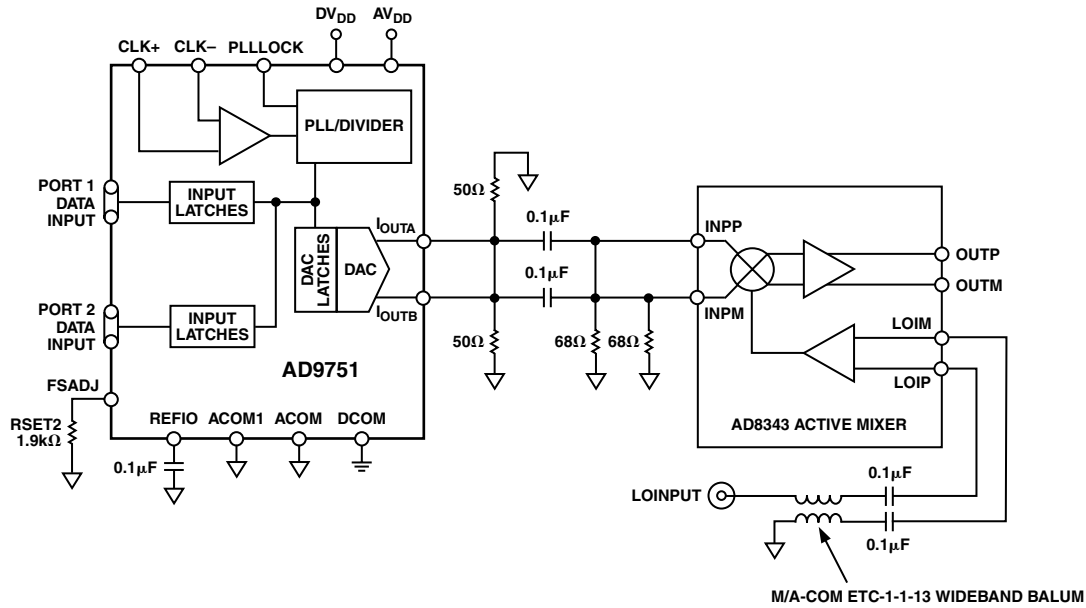 DVDD AVDD
CLK+ CLK– PLLLOCK
PLL/DIVIDER
PORT 1
DATA
INPUT
INPUT
LATCHES
DAC
LATCHES
DAC
IOUTA
IOUTB
PORT 2
DATA
INPUT
INPUT
LATCHES
AD9751
FSADJ
RSET2
1.9kΩ
REFIO ACOM1 ACOM DCOM
0.1μF
50Ω
0.1μF
0.1μF
50Ω
68Ω 68Ω
INPP
INPM
OUTP
OUTM
LOIM
LOIP
AD8343 ACTIVE MIXER
LOINPUT
0.1μF
0.1μF
M/A-COM ETC-1-1-13 WIDEBAND BALUM